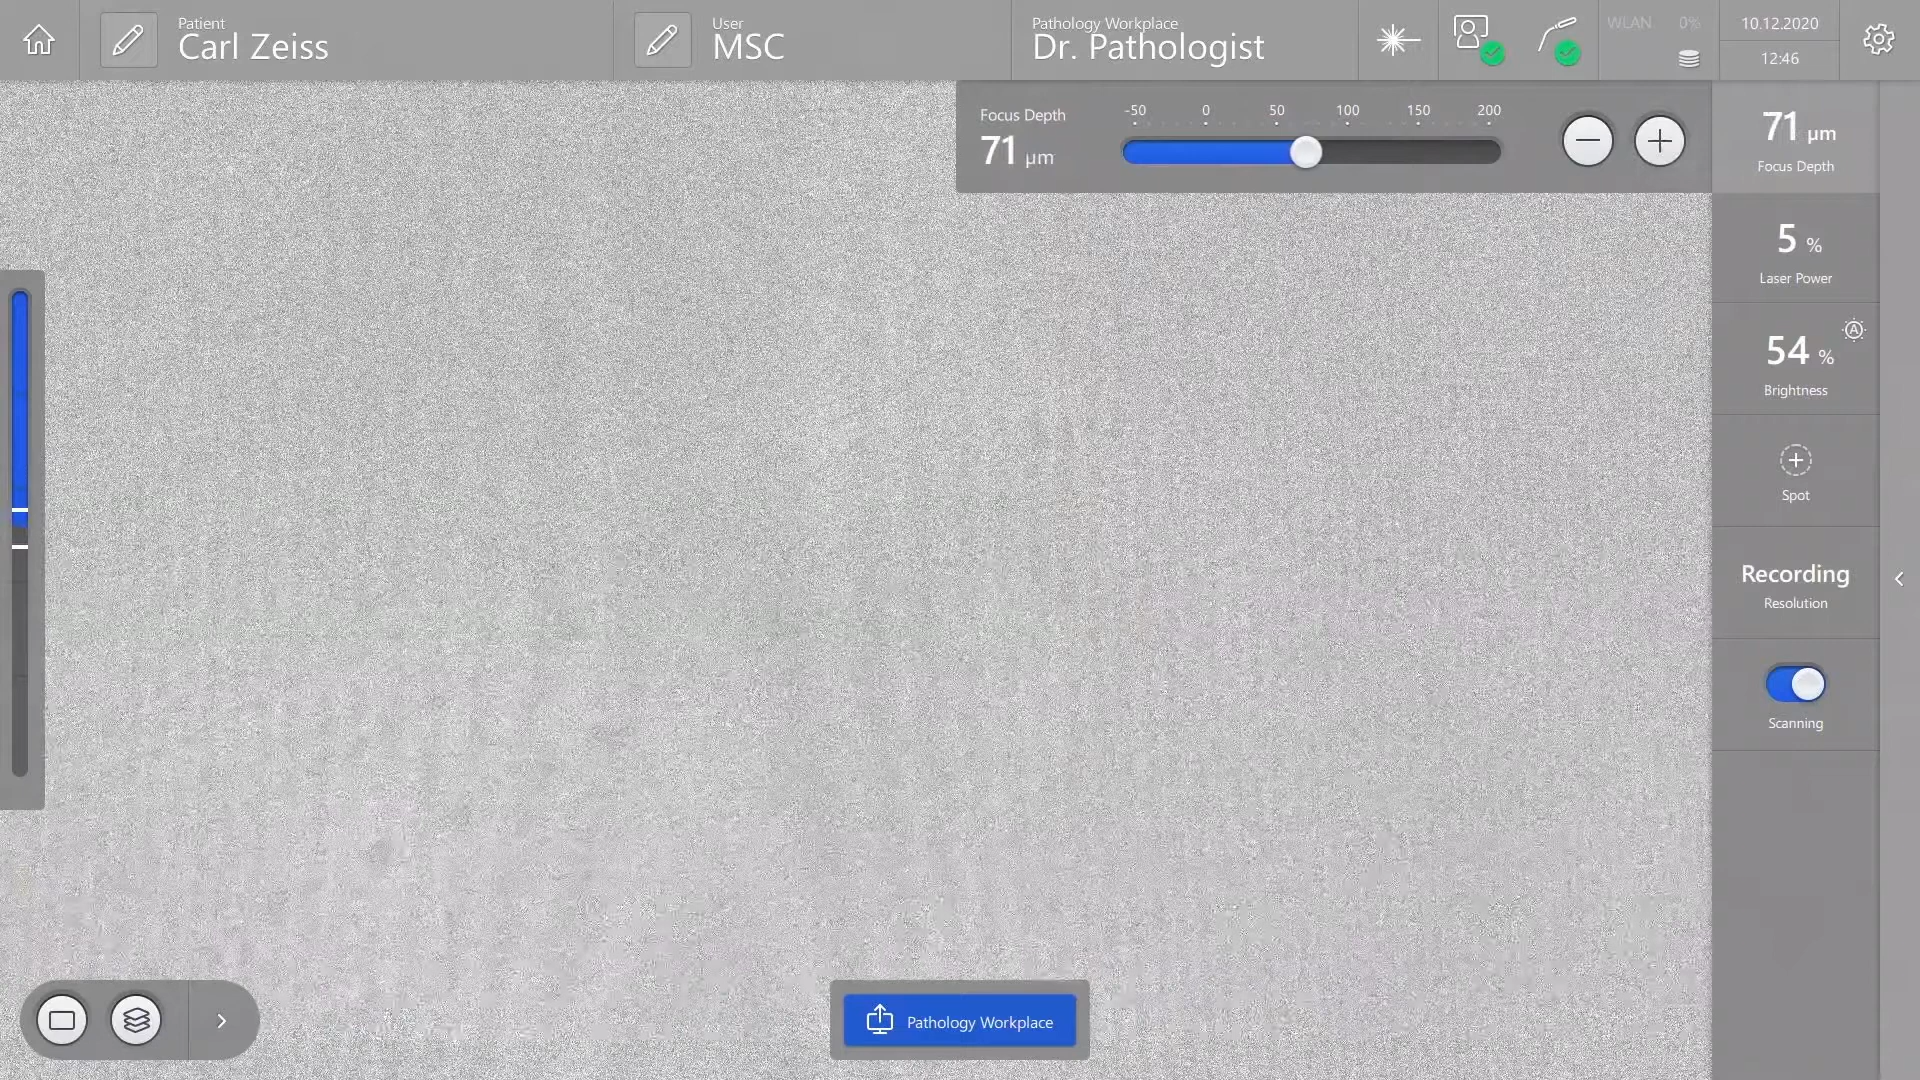 Patient
Carl Zeiss
User
MSC
Pathology Workplace
Dr. Pathologist
WLAN 0%
10.12.2020
12:46
Focus Depth
71 µm
-50 0 50 100 150 200
71 µm
Focus Depth
5 %
Laser Power
A
54 %
Brightness
Spot
Recording
Resolution
Scanning
Pathology Workplace